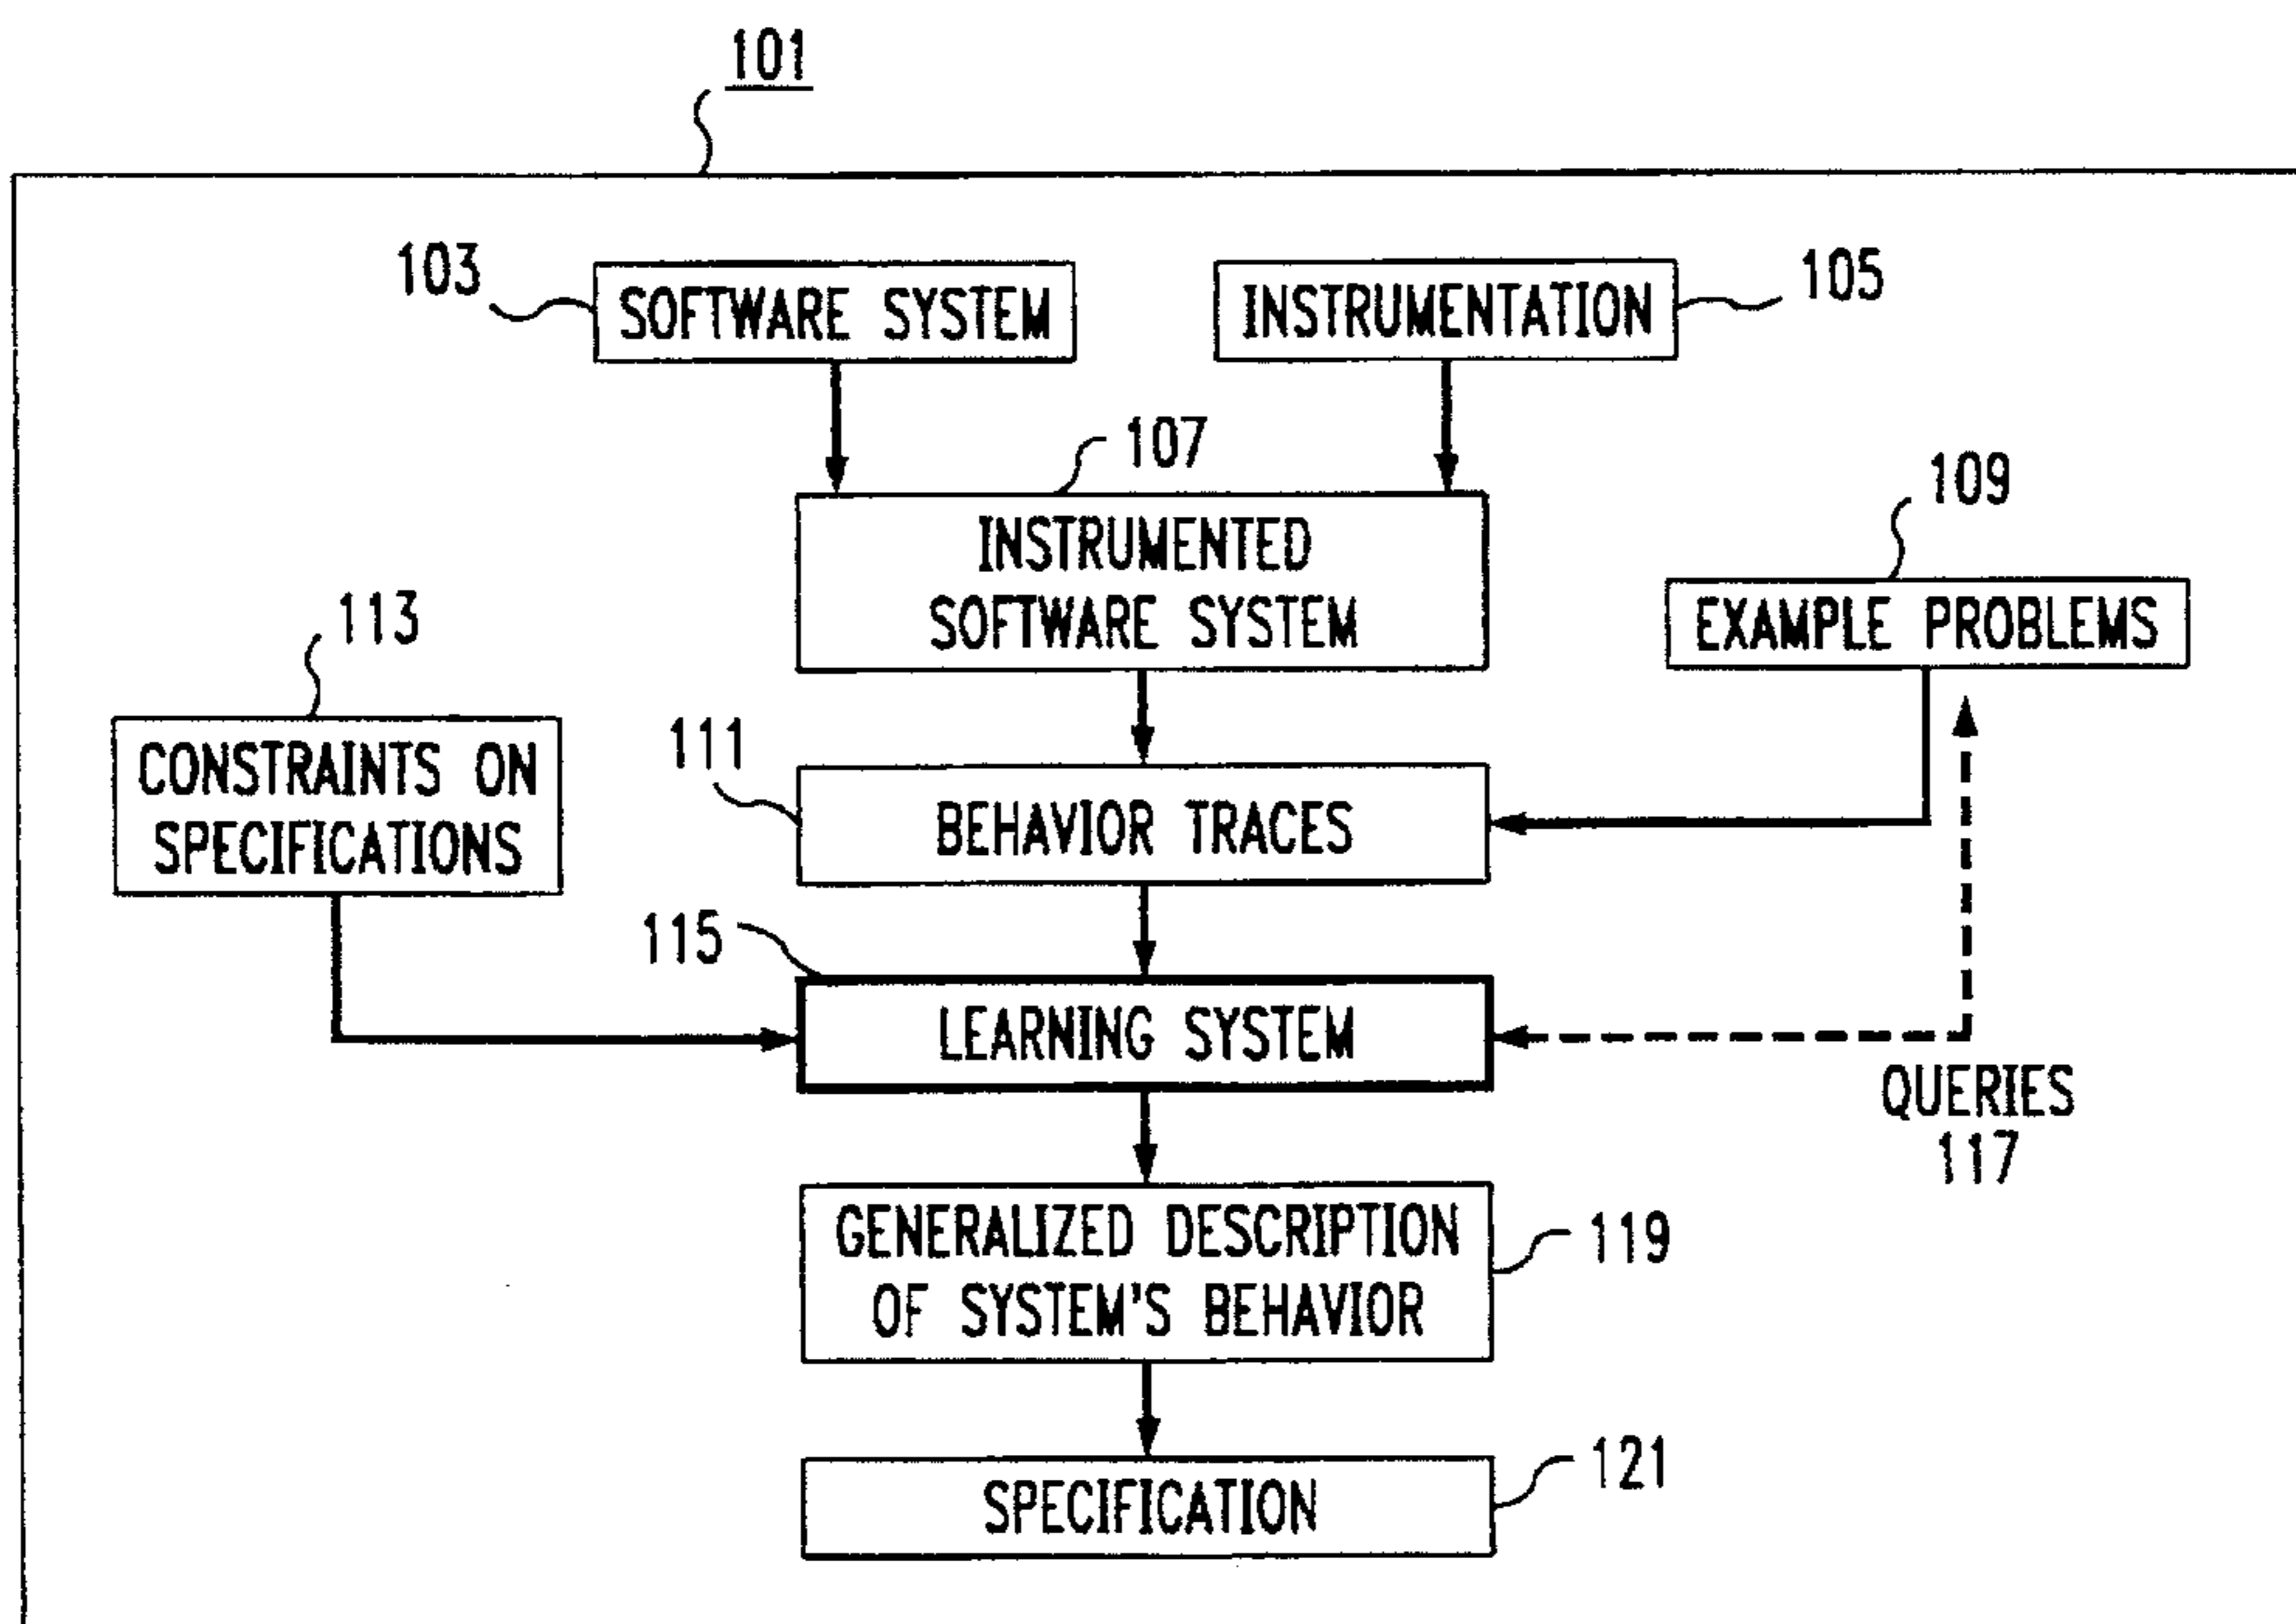 101
103
SOFTWARE SYSTEM
INSTRUMENTATION
105
107
INSTRUMENTED
SOFTWARE SYSTEM
109
EXAMPLE PROBLEMS
113
CONSTRAINTS ON
SPECIFICATIONS
111
BEHAVIOR TRACES
115
LEARNING SYSTEM
QUERIES
117
GENERALIZED DESCRIPTION
OF SYSTEM'S BEHAVIOR
119
SPECIFICATION
121